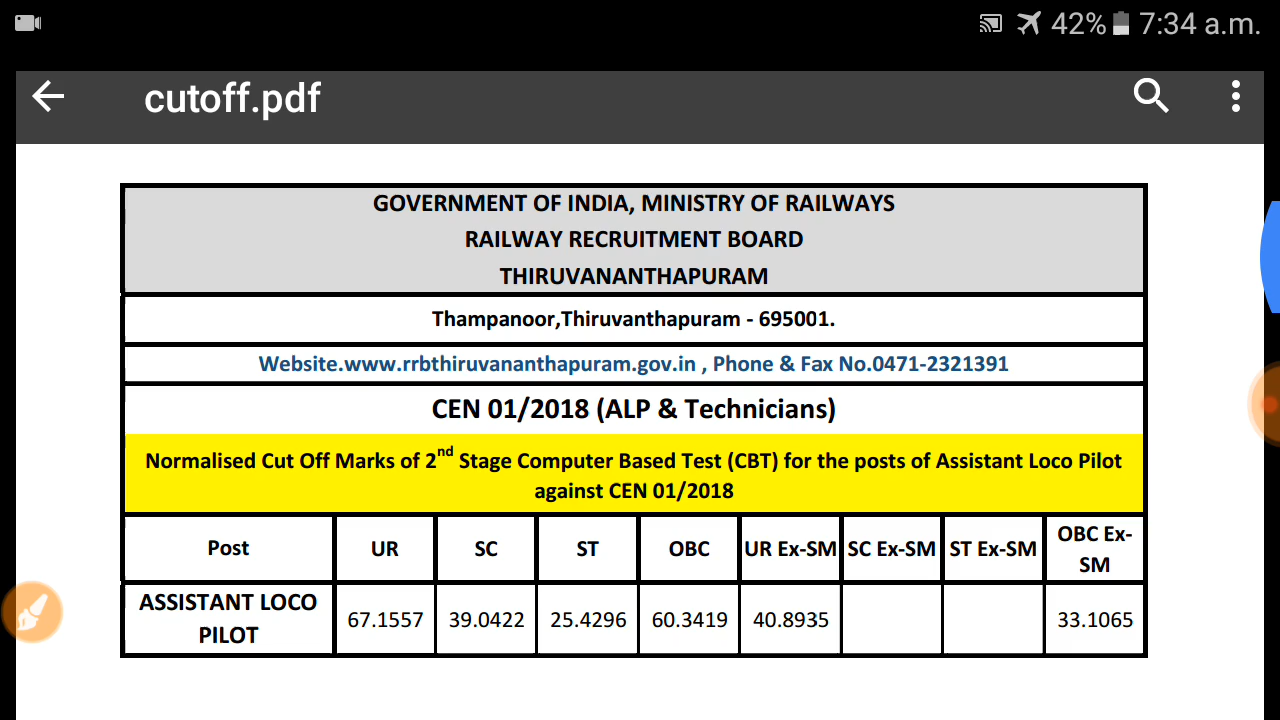 42% 7:34 a.m.
cutoff.pdf
GOVERNMENT OF INDIA, MINISTRY OF RAILWAYS
RAILWAY RECRUITMENT BOARD
THIRUVANANTHAPURAM
Thampanoor,Thiruvanthapuram - 695001.
Website.www.rrbthiruvananthapuram.gov.in , Phone & Fax No.0471-2321391
CEN 01/2018 (ALP & Technicians)
Normalised Cut Off Marks of 2nd Stage Computer Based Test (CBT) for the posts of Assistant Loco Pilot
against CEN 01/2018
Post UR SC ST OBC UR Ex-SM SC Ex-SM ST Ex-SM OBC Ex-
SM
ASSISTANT LOCO
PILOT 67.1557 39.0422 25.4296 60.3419 40.8935 33.1065